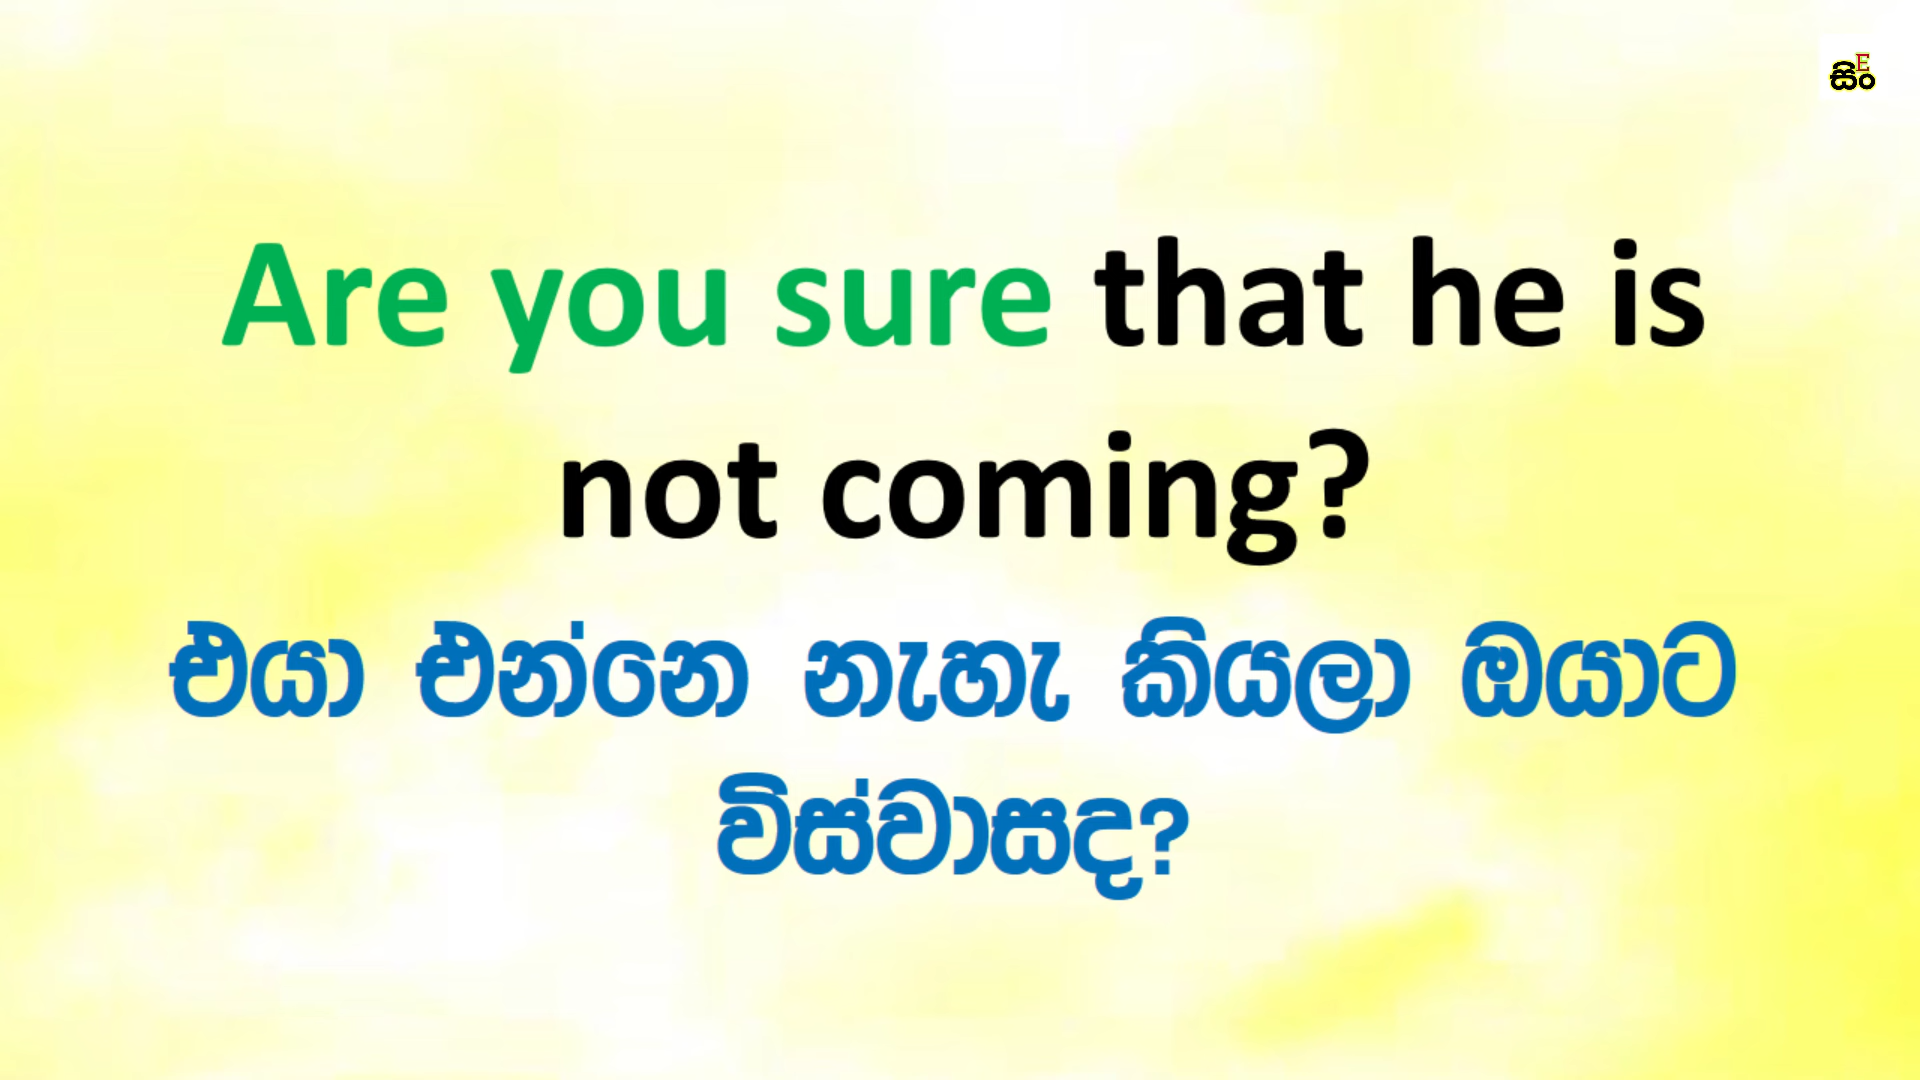 සිංE
Are you sure that he is
not coming?
එයා එන්නෙ නැහැ කියලා ඔයාට
විස්වාසද?